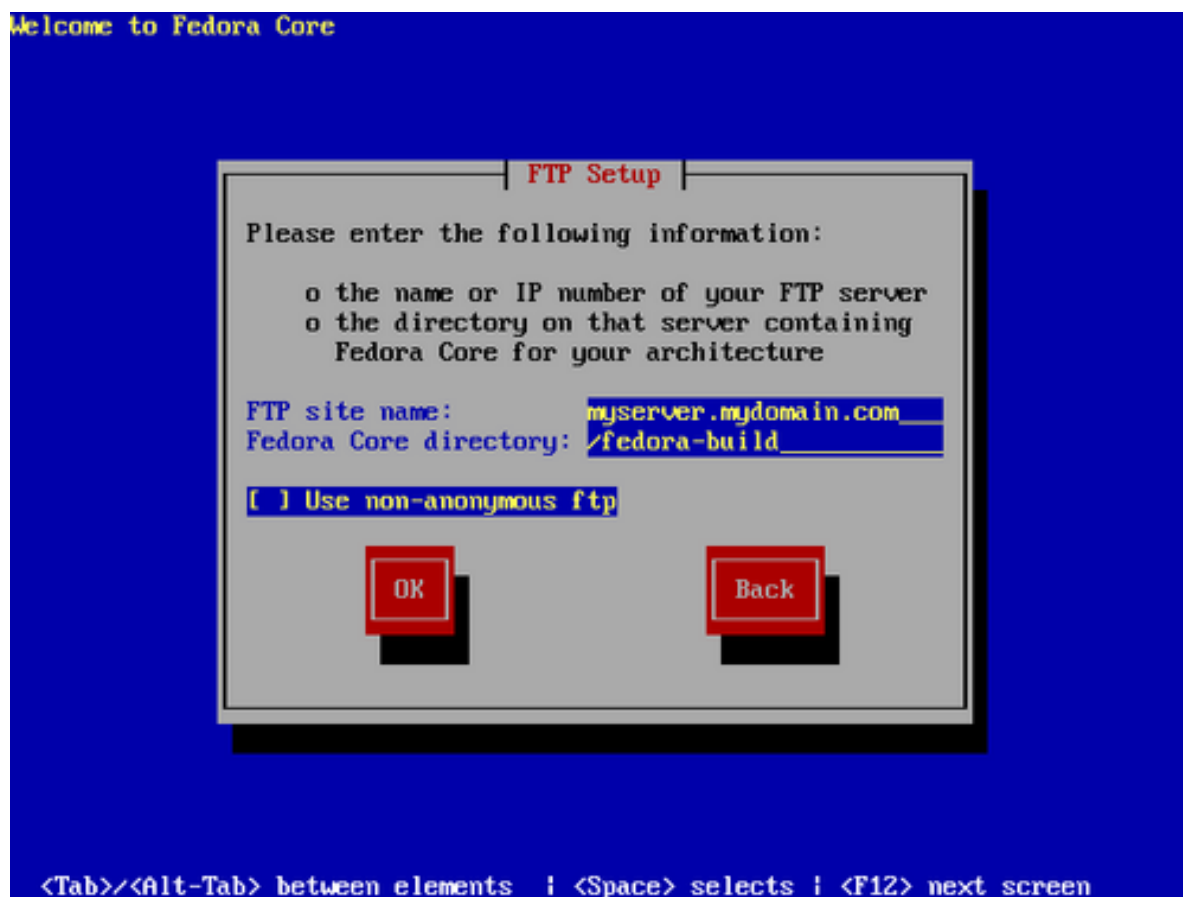 Welcome to Fedora Core
FTP Setup
Please enter the following information:
o the name or IP number of your FTP server
o the directory on that server containing
Fedora Core for your architecture
FTP site name: myserver.mydomain.com
Fedora Core directory: /fedora-build
[ ] Use non-anonymous ftp
OK Back
<Tab>/<Alt-Tab> between elements | <Space> selects | <F12> next screen